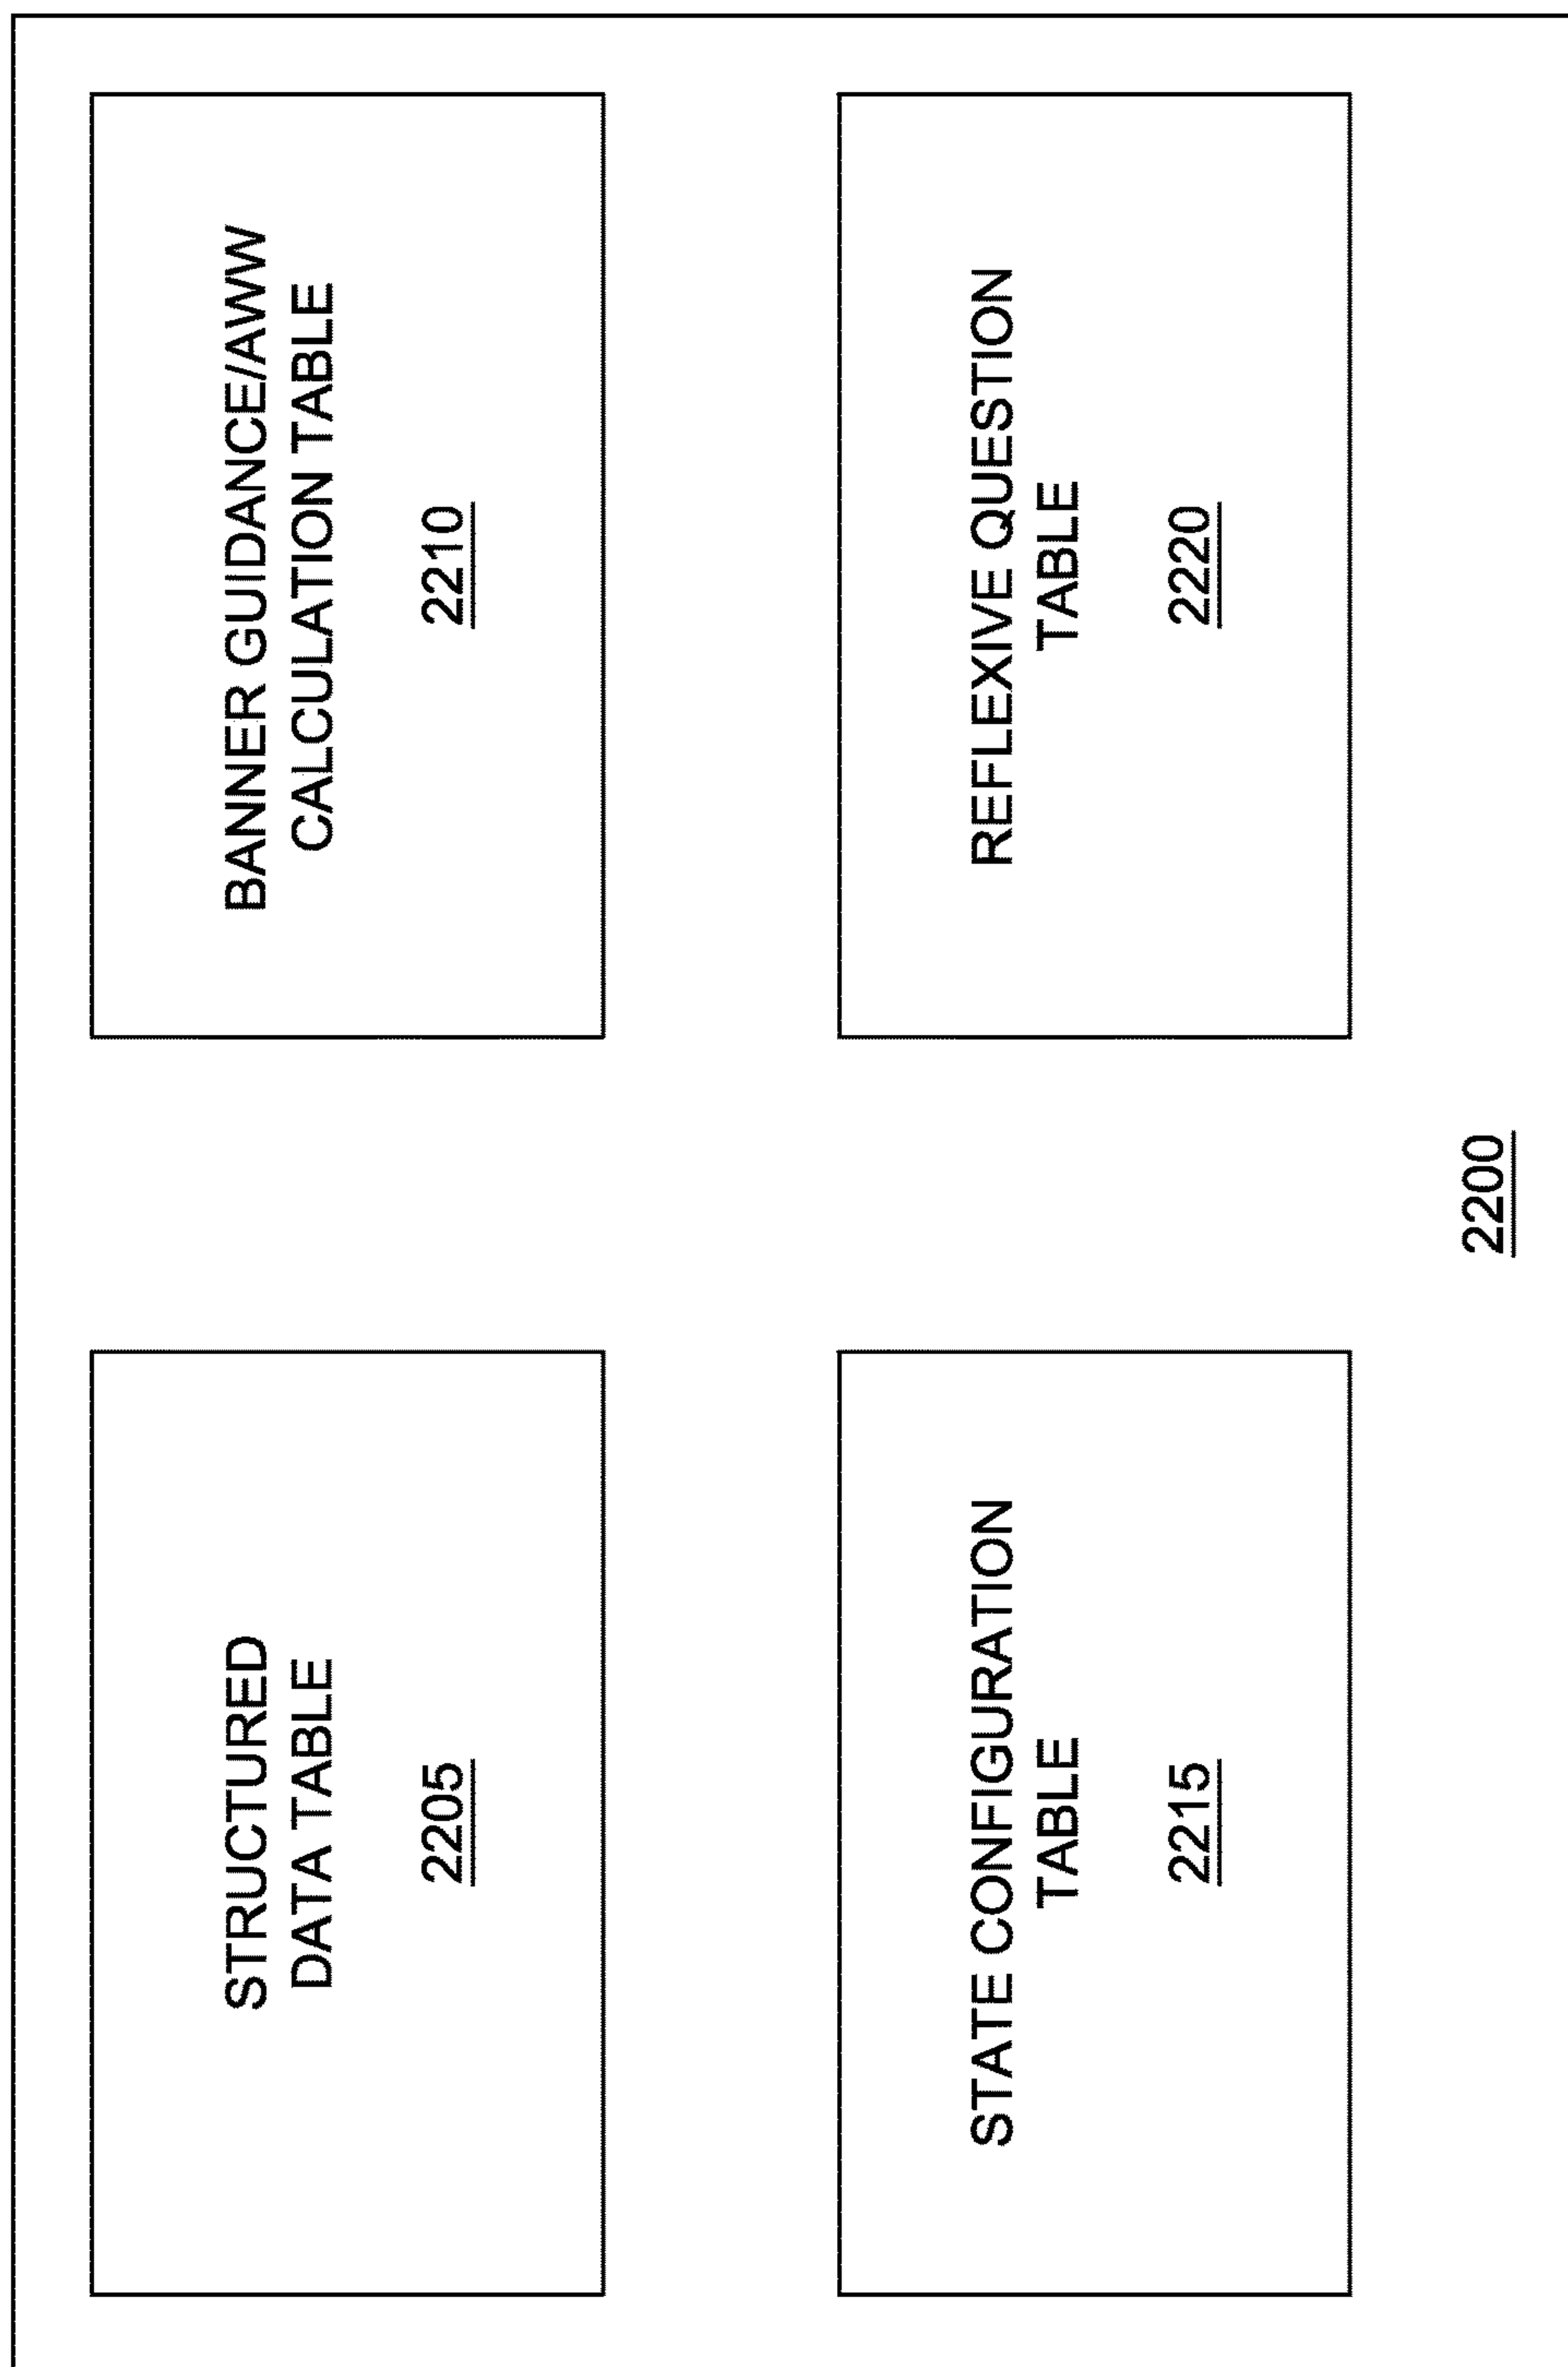 STRUCTURED
DATA TABLE
2205
BANNER GUIDANCE/AWW
CALCULATION TABLE
2210
STATE CONFIGURATION
TABLE
2215
REFLEXIVE QUESTION
TABLE
2220
2200